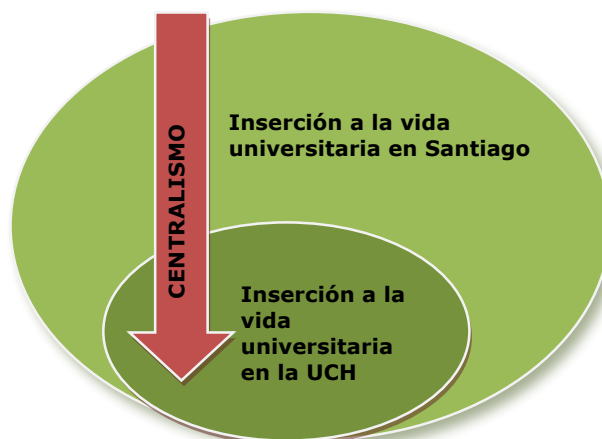 CENTRALISMO
Inserción a la vida
universitaria en Santiago
Inserción a la
vida
universitaria
en la UCH